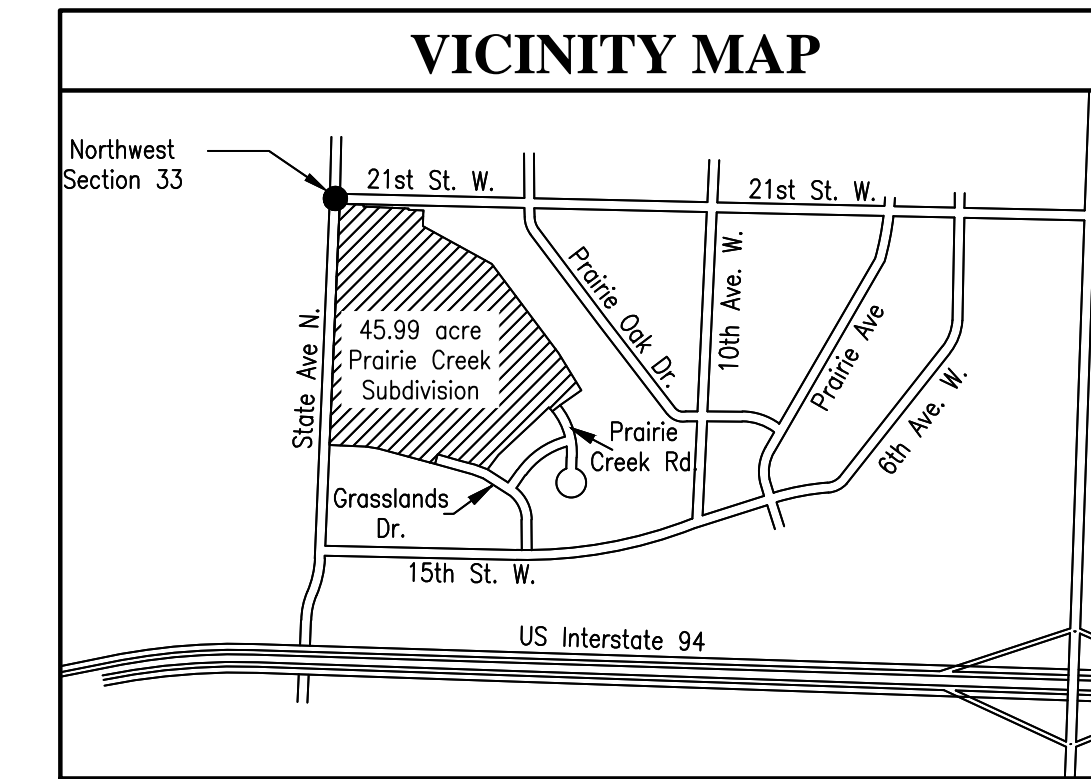 VICINITY MAP
Northwest
Section 33
21st St. W.
21st St. W.
Prairie Oak Dr.
10th Ave. W.
Prairie Ave
6th Ave. W.
State Ave N.
45.99 acre
Prairie Creek
Subdivision
Prairie
Creek Rd.
Grasslands
Dr.
15th St. W.
US Interstate 94